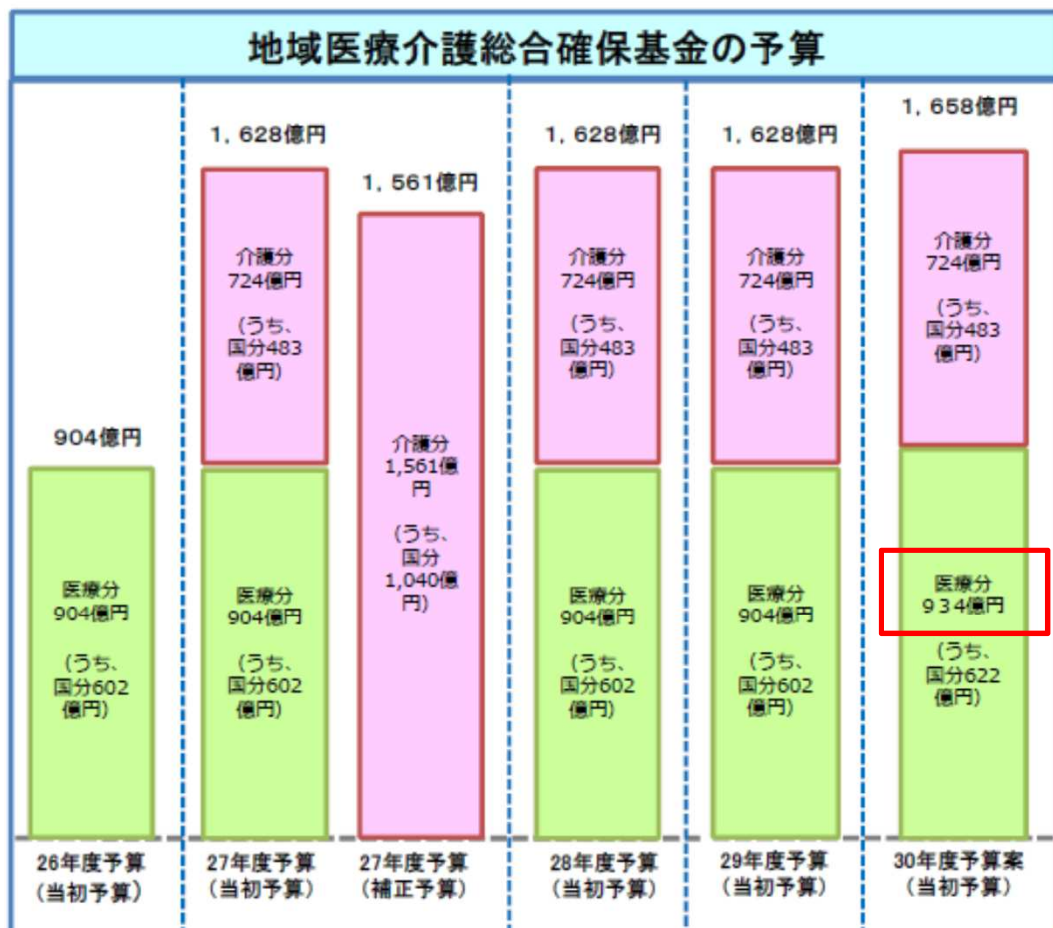 地域医療介護総合確保基金の予算
904億円
医療分
904億円
(うち、
国分602
億円)
26年度予算
(当初予算)
1，628億円
介護分
724億円
(うち、
国分483
億円)
医療分
904億円
(うち、
国分602
億円)
27年度予算
(当初予算)
1，561億円
介護分
1,561億
円
(うち、
国分
1,040億
円)
27年度予算
(補正予算)
1，628億円
介護分
724億円
(うち、
国分483
億円)
医療分
904億円
(うち、
国分602
億円)
28年度予算
(当初予算)
1，628億円
介護分
724億円
(うち、
国分483
億円)
医療分
904億円
(うち、
国分602
億円)
29年度予算
(当初予算)
1，658億円
介護分
724億円
(うち、
国分483
億円)
医療分
９３４億円
(うち、
国分622
億円)
30年度予算案
(当初予算)